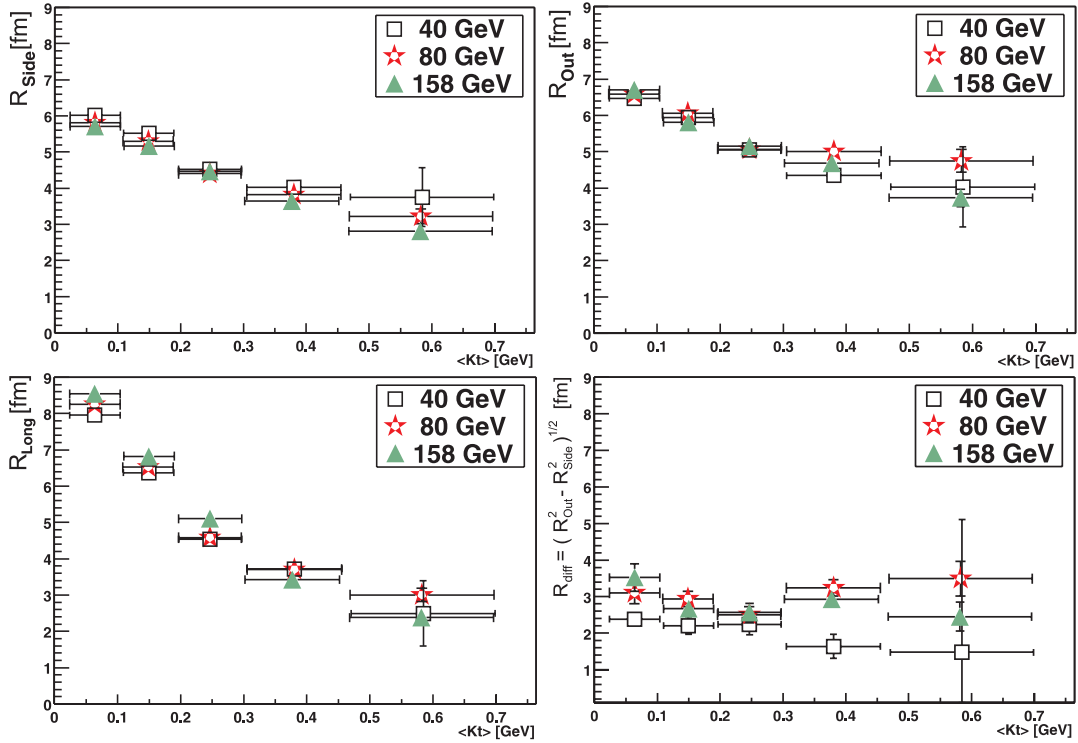 R_Side [fm]
9
8
7
6
5
4
3
2
1
0
40 GeV
80 GeV
158 GeV
0 0.1 0.2 0.3 0.4 0.5 0.6 0.7
<Kt> [GeV]
R_Out [fm]
9
8
7
6
5
4
3
2
1
0
40 GeV
80 GeV
158 GeV
0 0.1 0.2 0.3 0.4 0.5 0.6 0.7
<Kt> [GeV]
R_Long [fm]
9
8
7
6
5
4
3
2
1
0
40 GeV
80 GeV
158 GeV
0 0.1 0.2 0.3 0.4 0.5 0.6 0.7
<Kt> [GeV]
R_diff = ( R²_Out - R²_Side )^1/2 [fm]
9
8
7
6
5
4
3
2
1
40 GeV
80 GeV
158 GeV
0 0.1 0.2 0.3 0.4 0.5 0.6 0.7
<Kt> [GeV]